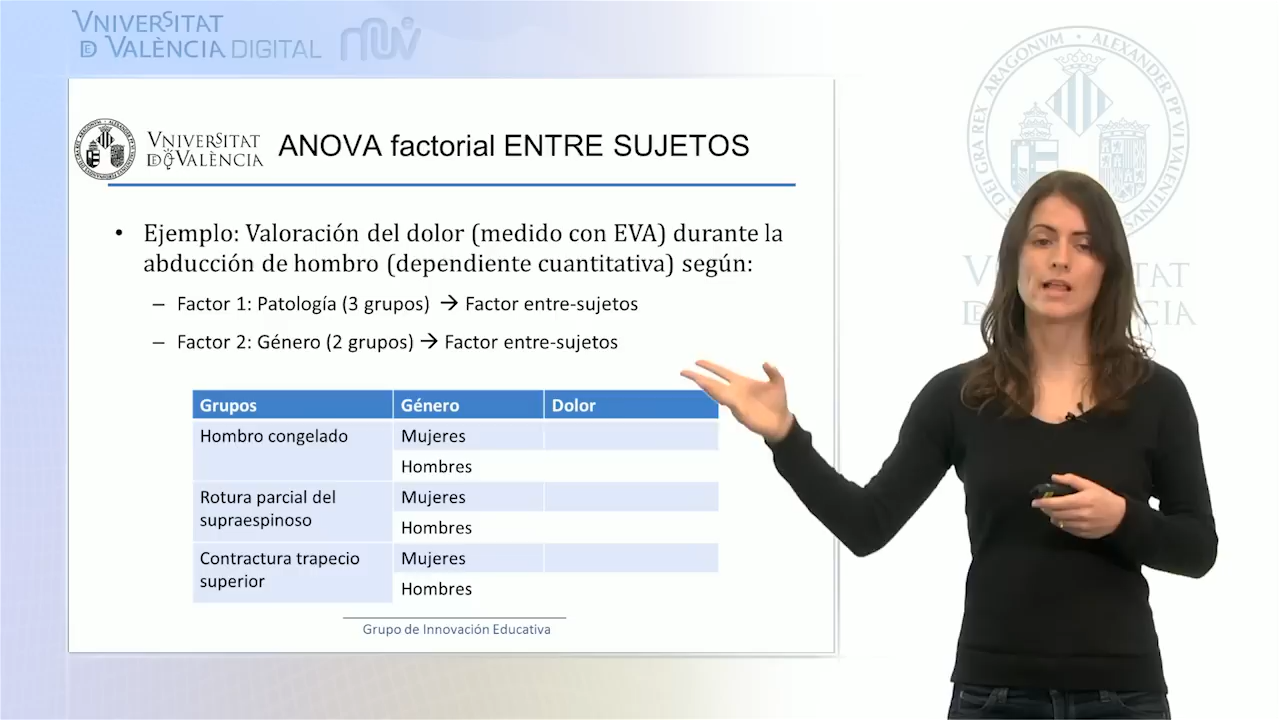 VNIVERSITAT
DE VALÈNCIA DIGITAL
VNIVERSITAT
DE VALÈNCIA
ANOVA factorial ENTRE SUJETOS
• Ejemplo: Valoración del dolor (medido con EVA) durante la
abducción de hombro (dependiente cuantitativa) según:
– Factor 1: Patología (3 grupos) → Factor entre-sujetos
– Factor 2: Género (2 grupos) → Factor entre-sujetos
Grupos Género Dolor
Hombro congelado Mujeres
Hombres
Rotura parcial del Mujeres
supraespinoso Hombres
Contractura trapecio Mujeres
superior Hombres
Grupo de Innovación Educativa